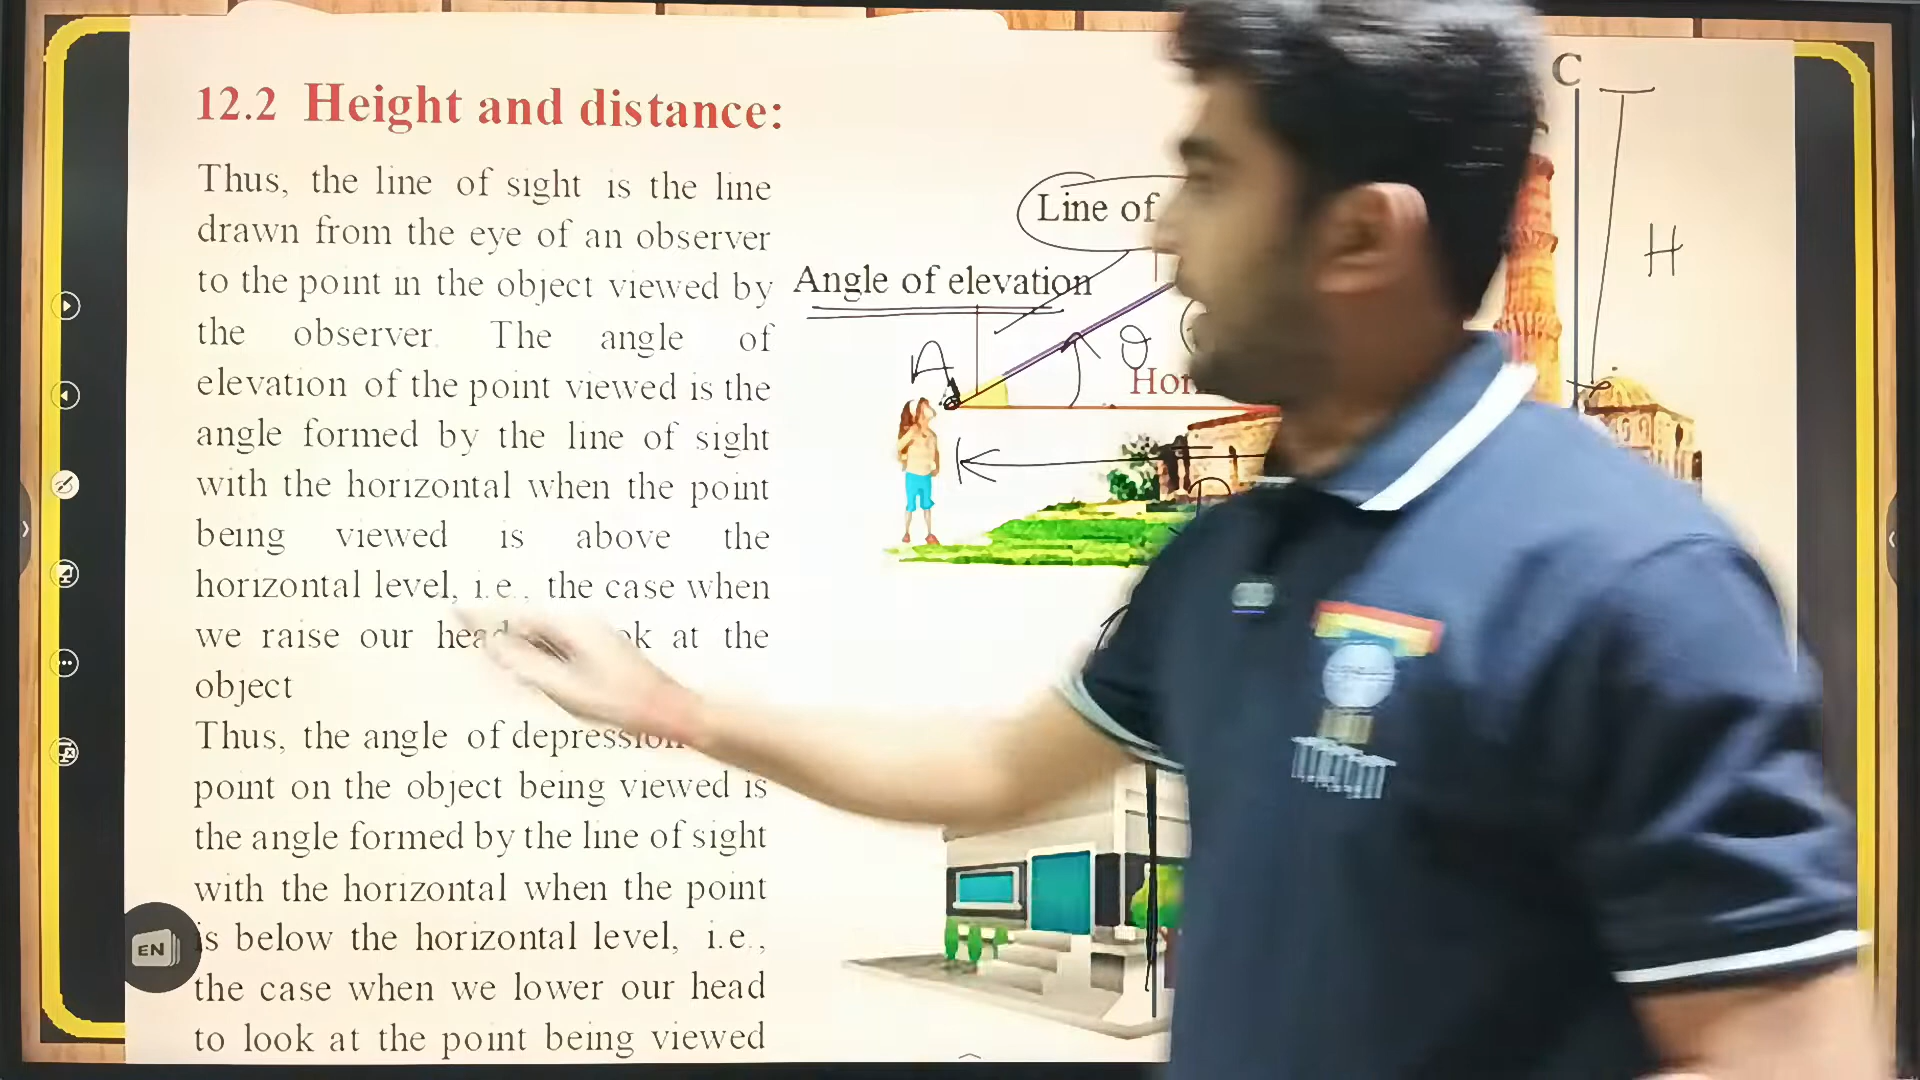 12.2 Height and distance:
Thus, the line of sight is the line
drawn from the eye of an observer
to the point in the object viewed by
the observer. The angle of
elevation of the point viewed is the
angle formed by the line of sight
with the horizontal when the point
being viewed is above the
horizontal level, i.e., the case when
we raise our at the
object
Thus, the angle of depression
point on the object being viewed is
the angle formed by the line of sight
with the horizontal when the point
is below the horizontal level, i.e.,
the case when we lower our head
to look at the point being viewed
Line of
Angle of elevation
A
θ
C
H
EN